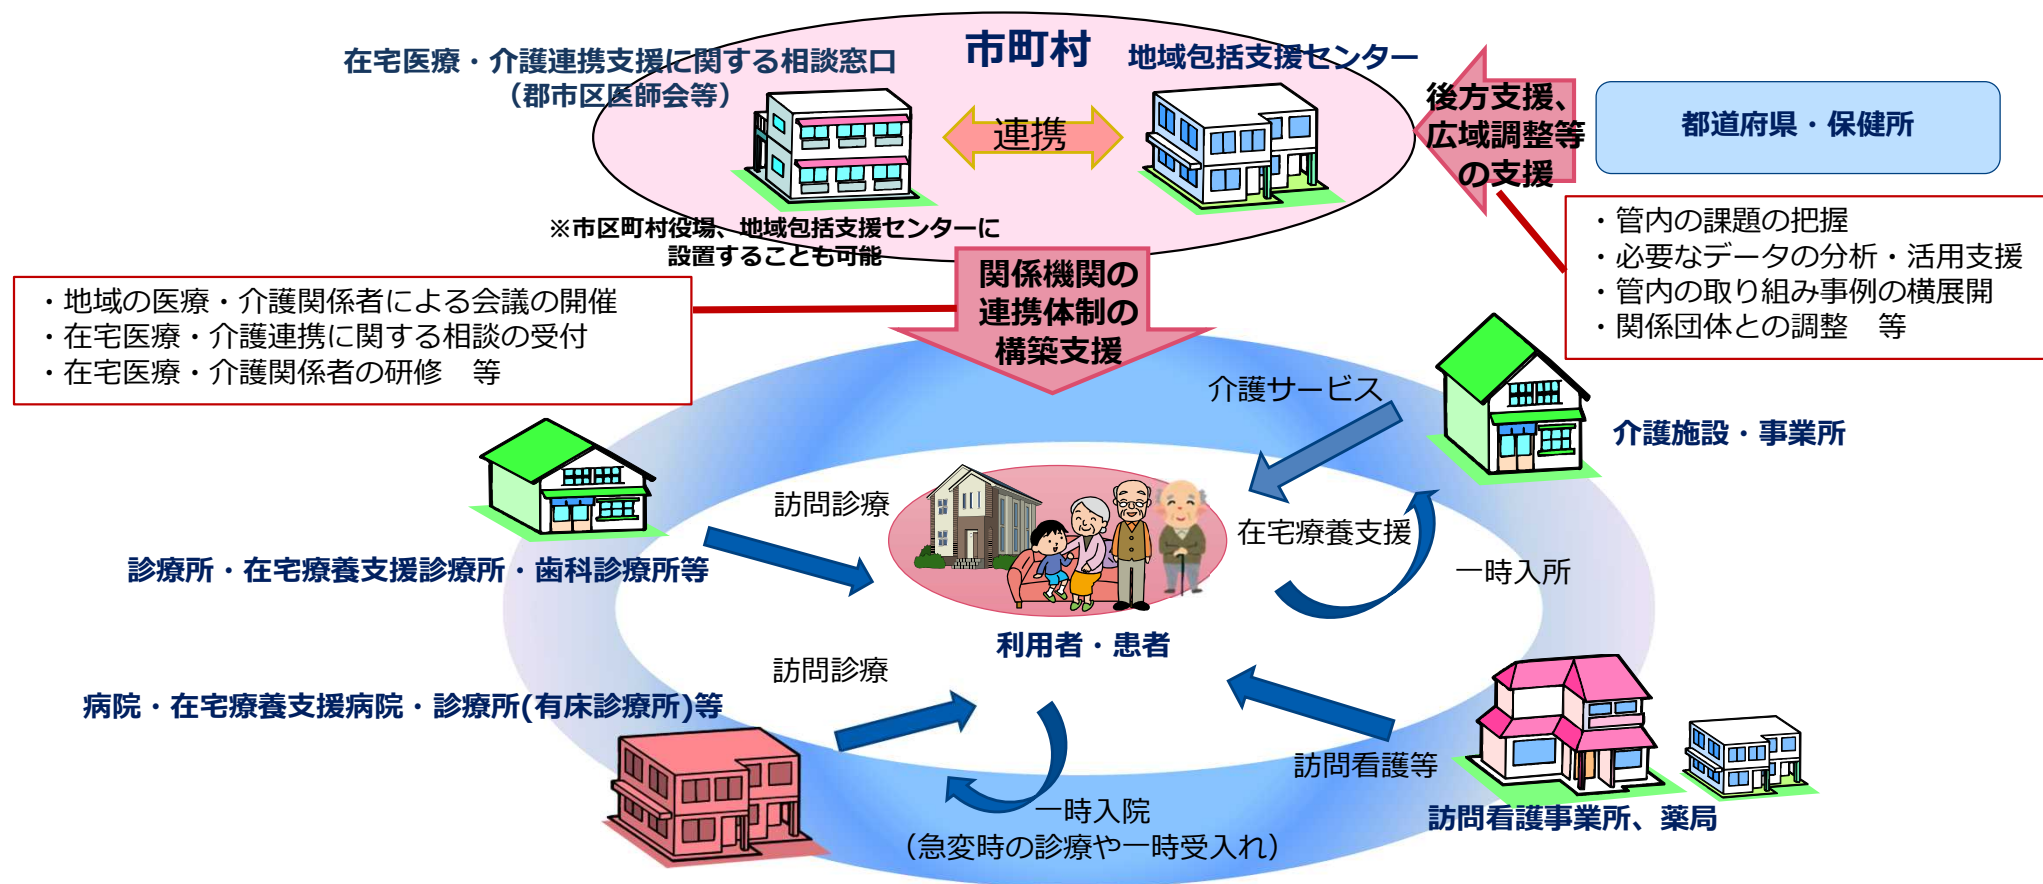 市町村
在宅医療・介護連携支援に関する相談窓口
（郡市区医師会等）
地域包括支援センター
連携
※市区町村役場、地域包括支援センターに
設置することも可能
後方支援、
広域調整等
の支援
都道府県・保健所
・管内の課題の把握
・必要なデータの分析・活用支援
・管内の取り組み事例の横展開
・関係団体との調整　等
関係機関の
連携体制の
構築支援
・地域の医療・介護関係者による会議の開催
・在宅医療・介護連携に関する相談の受付
・在宅医療・介護関係者の研修　等
介護サービス
介護施設・事業所
訪問診療
在宅療養支援
一時入所
診療所・在宅療養支援診療所・歯科診療所等
利用者・患者
訪問診療
病院・在宅療養支援病院・診療所(有床診療所)等
訪問看護等
一時入院
（急変時の診療や一時受入れ）
訪問看護事業所、薬局